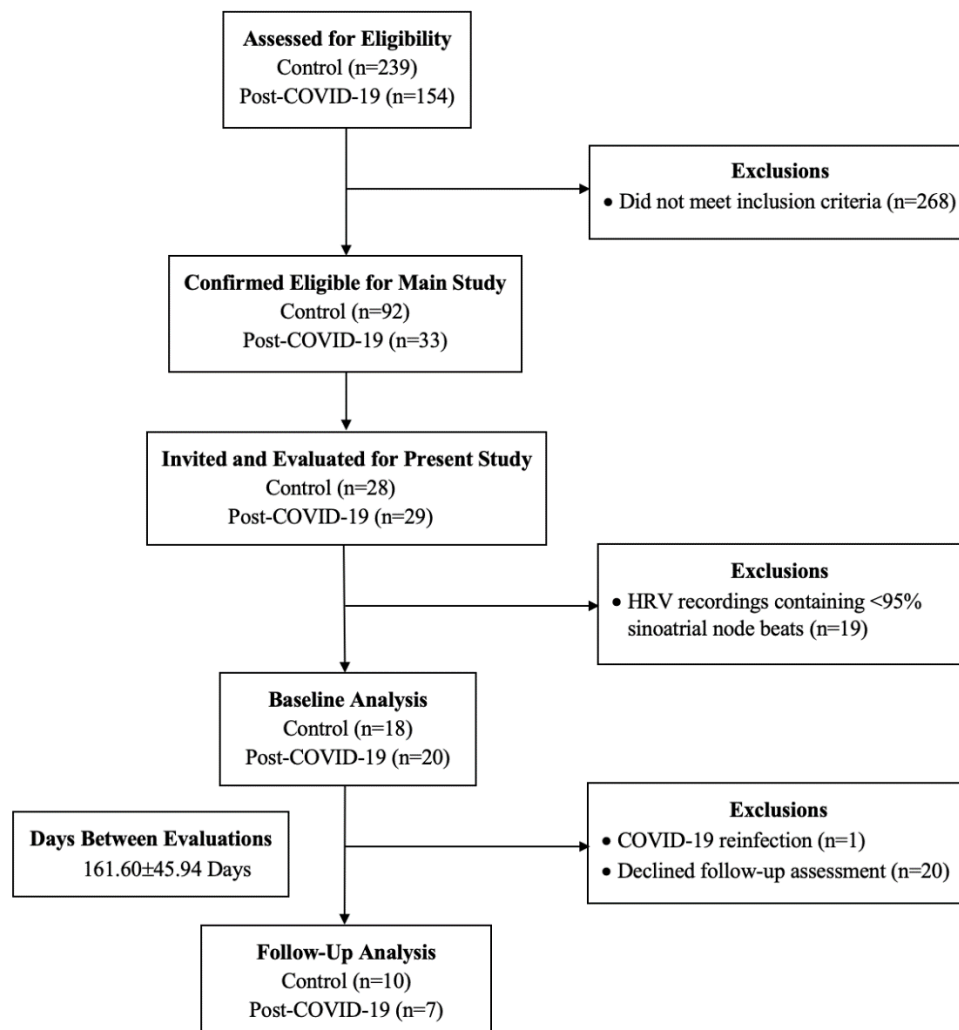 Assessed for Eligibility
Control (n=239)
Post-COVID-19 (n=154)
Exclusions
• Did not meet inclusion criteria (n=268)
Confirmed Eligible for Main Study
Control (n=92)
Post-COVID-19 (n=33)
Invited and Evaluated for Present Study
Control (n=28)
Post-COVID-19 (n=29)
Exclusions
• HRV recordings containing <95%
sinoatrial node beats (n=19)
Baseline Analysis
Control (n=18)
Post-COVID-19 (n=20)
Days Between Evaluations
161.60±45.94 Days
Exclusions
• COVID-19 reinfection (n=1)
• Declined follow-up assessment (n=20)
Follow-Up Analysis
Control (n=10)
Post-COVID-19 (n=7)